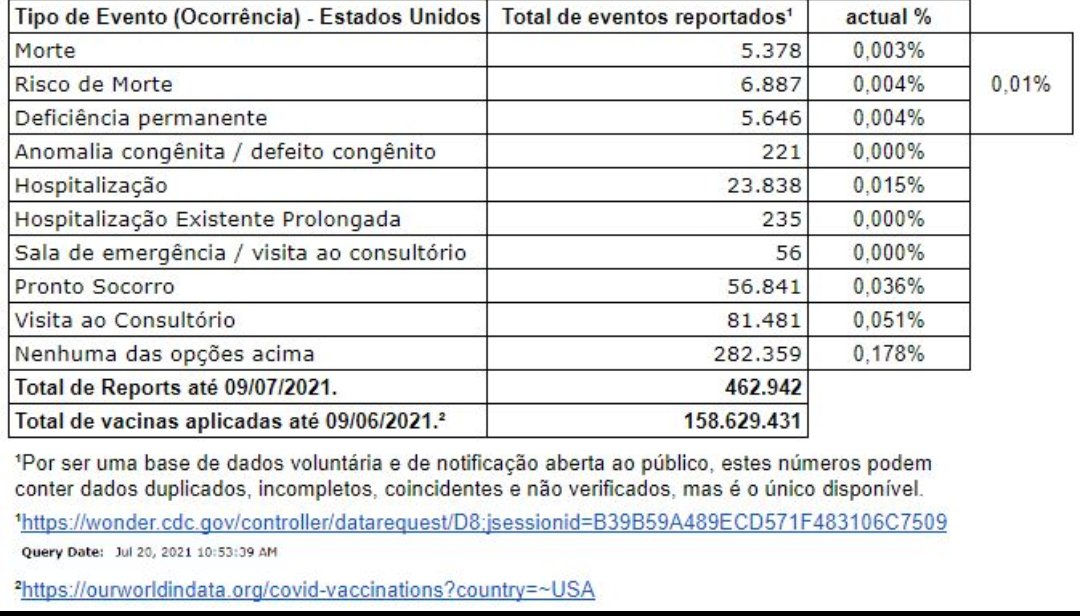 Tipo de Evento (Ocorrência) - Estados Unidos Total de eventos reportados¹ actual %
Morte 5.378 0,003%
Risco de Morte 6.887 0,004% 0,01%
Deficiência permanente 5.646 0,004%
Anomalia congênita / defeito congênito 221 0,000%
Hospitalização 23.838 0,015%
Hospitalização Existente Prolongada 235 0,000%
Sala de emergência / visita ao consultório 56 0,000%
Pronto Socorro 56.841 0,036%
Visita ao Consultório 81.481 0,051%
Nenhuma das opções acima 282.359 0,178%
Total de Reports até 09/07/2021. 462.942
Total de vacinas aplicadas até 09/06/2021.² 158.629.431
¹Por ser uma base de dados voluntária e de notificação aberta ao público, estes números podem
conter dados duplicados, incompletos, coincidentes e não verificados, mas é o único disponível.
¹https://wonder.cdc.gov/controller/datarequest/D8;jsessionid=B39B59A489ECD571F483106C7509
Query Date: Jul 20, 2021 10:53:39 AM
²https://ourworldindata.org/covid-vaccinations?country=~USA